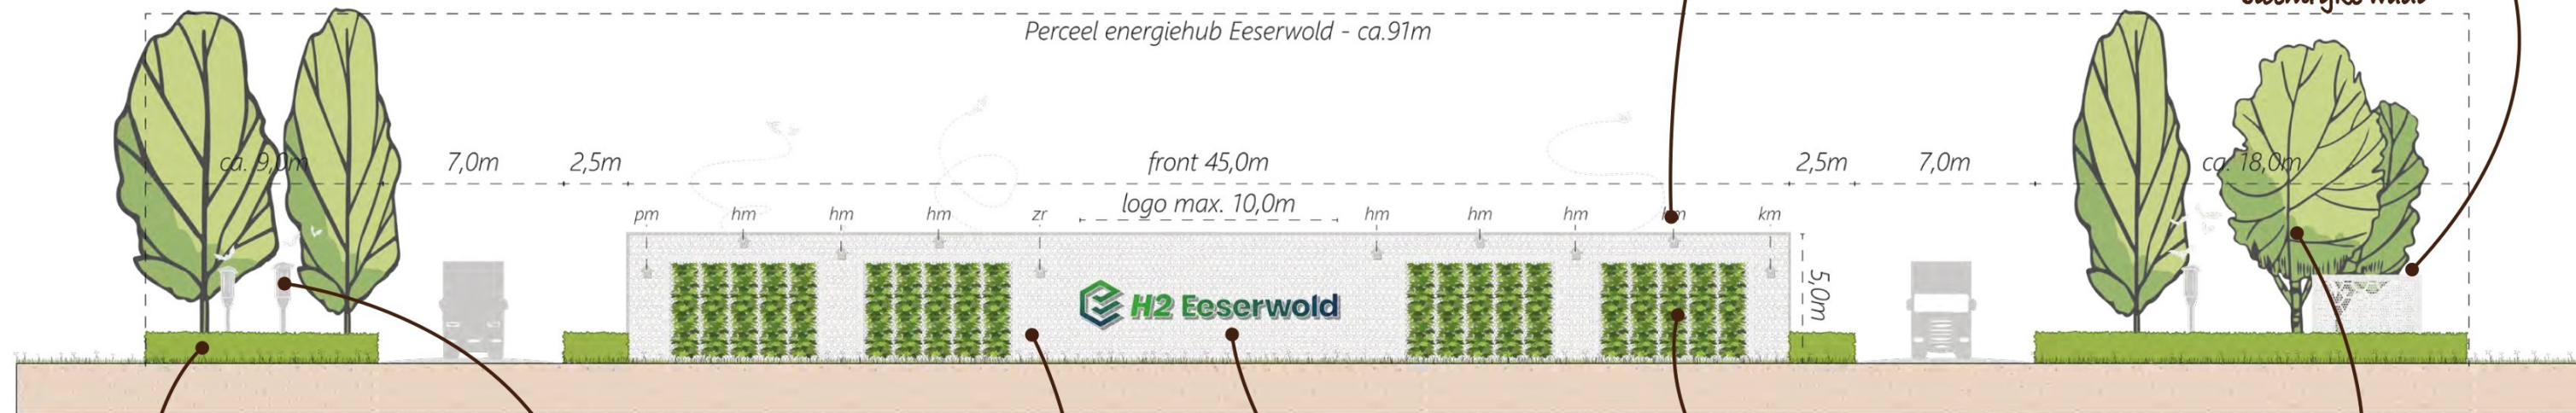 Perceel energiehub Eeserwold - ca.91m
ca. 9,0m
7,0m
2,5m
front 45,0m
2,5m
7,0m
ca. 18,0m
logo max. 10,0m
pm
hm
hm
hm
zr
hm
hm
hm
hm
km
5,0m
H2 Eeserwold